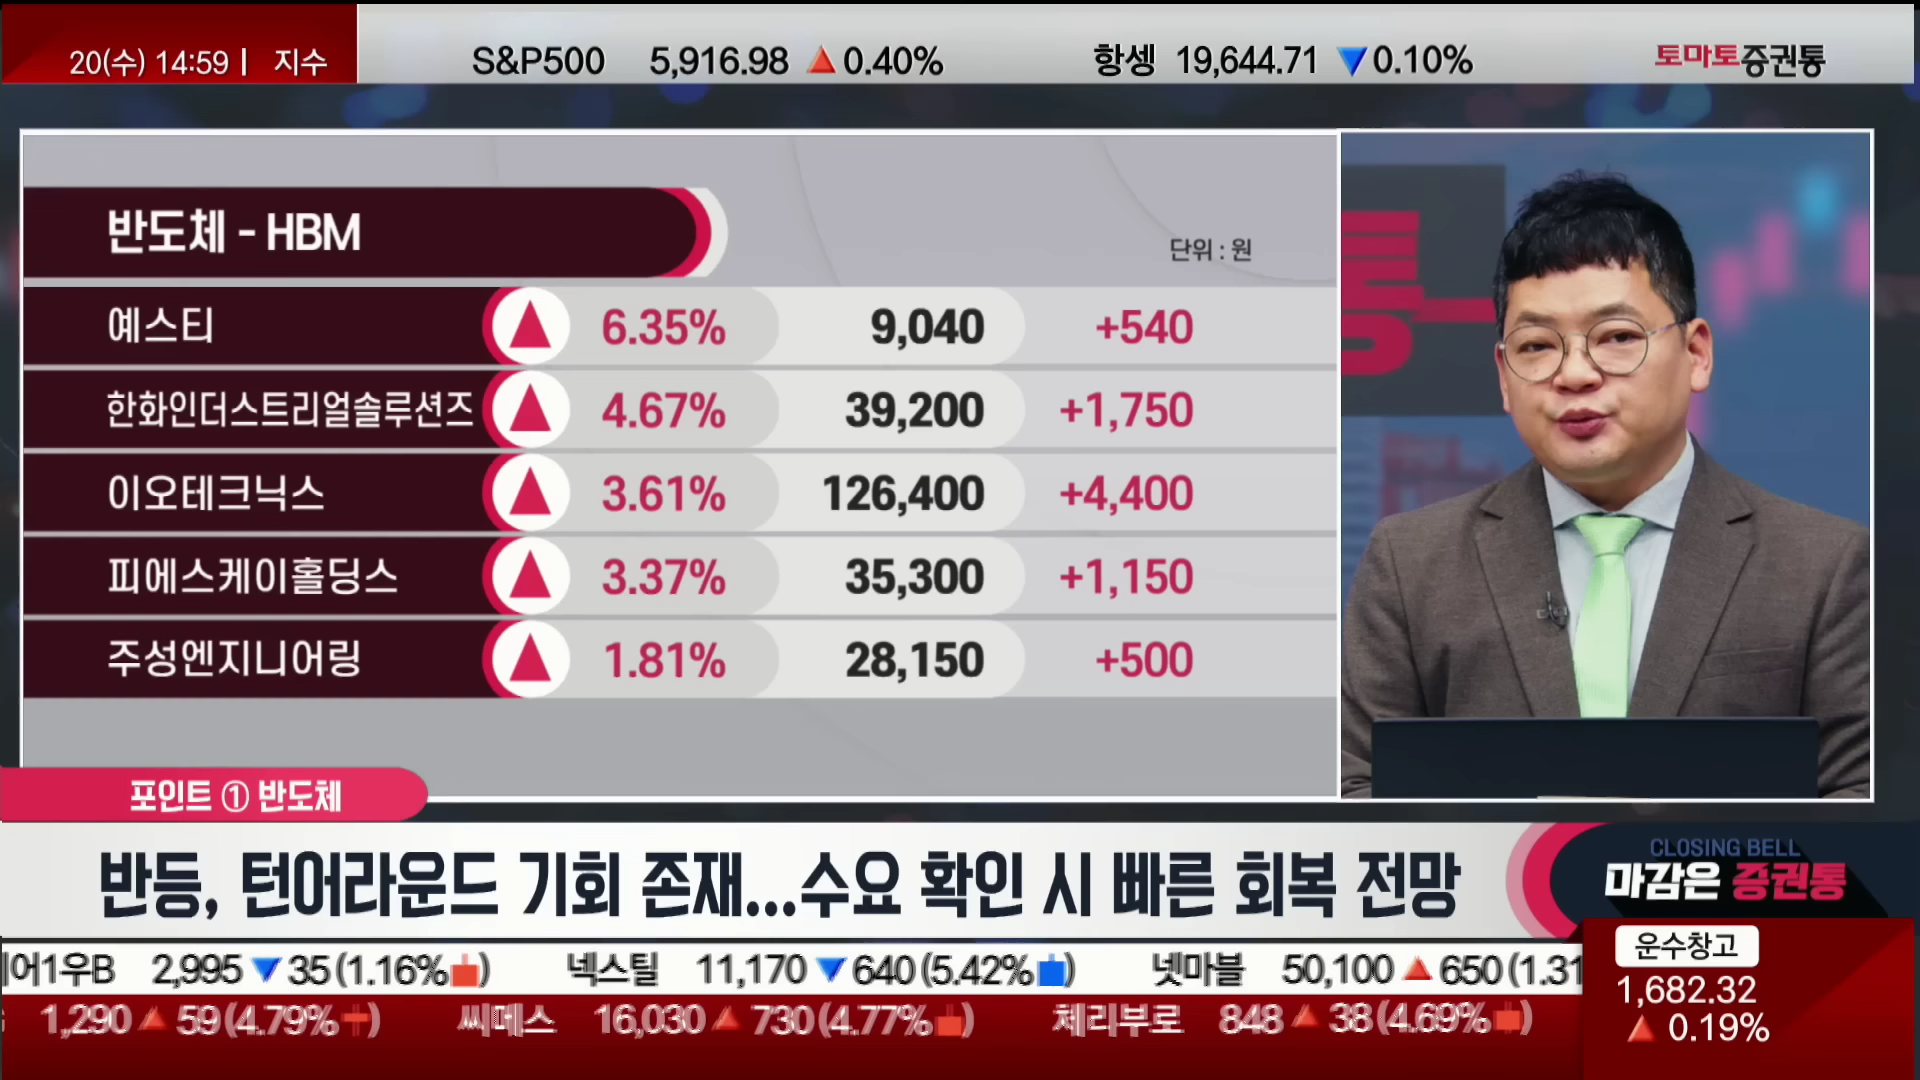 20(수) 14:59 | 지수 S&P500 5,916.98 ▲ 0.40% 항셍 19,644.71 ▼ 0.10% 토마토증권통
반도체 - HBM
단위 : 원
예스티 ▲ 6.35% 9,040 +540
한화인더스트리얼솔루션즈 ▲ 4.67% 39,200 +1,750
이오테크닉스 ▲ 3.61% 126,400 +4,400
피에스케이홀딩스 ▲ 3.37% 35,300 +1,150
주성엔지니어링 ▲ 1.81% 28,150 +500
포인트 ① 반도체
반등, 턴어라운드 기회 존재...수요 확인 시 빠른 회복 전망
CLOSING BELL
마감은 증권통
어1우B 2,995 ▼ 35 (1.16%) 넥스틸 11,170 ▼ 640 (5.42%) 넷마블 50,100 ▲ 650 (1.31
1,290 ▲ 59 (4.79%) 씨메스 16,030 ▲ 730 (4.77%) 체리부로 848 ▲ 38 (4.69%)
운수창고
1,682.32
▲ 0.19%